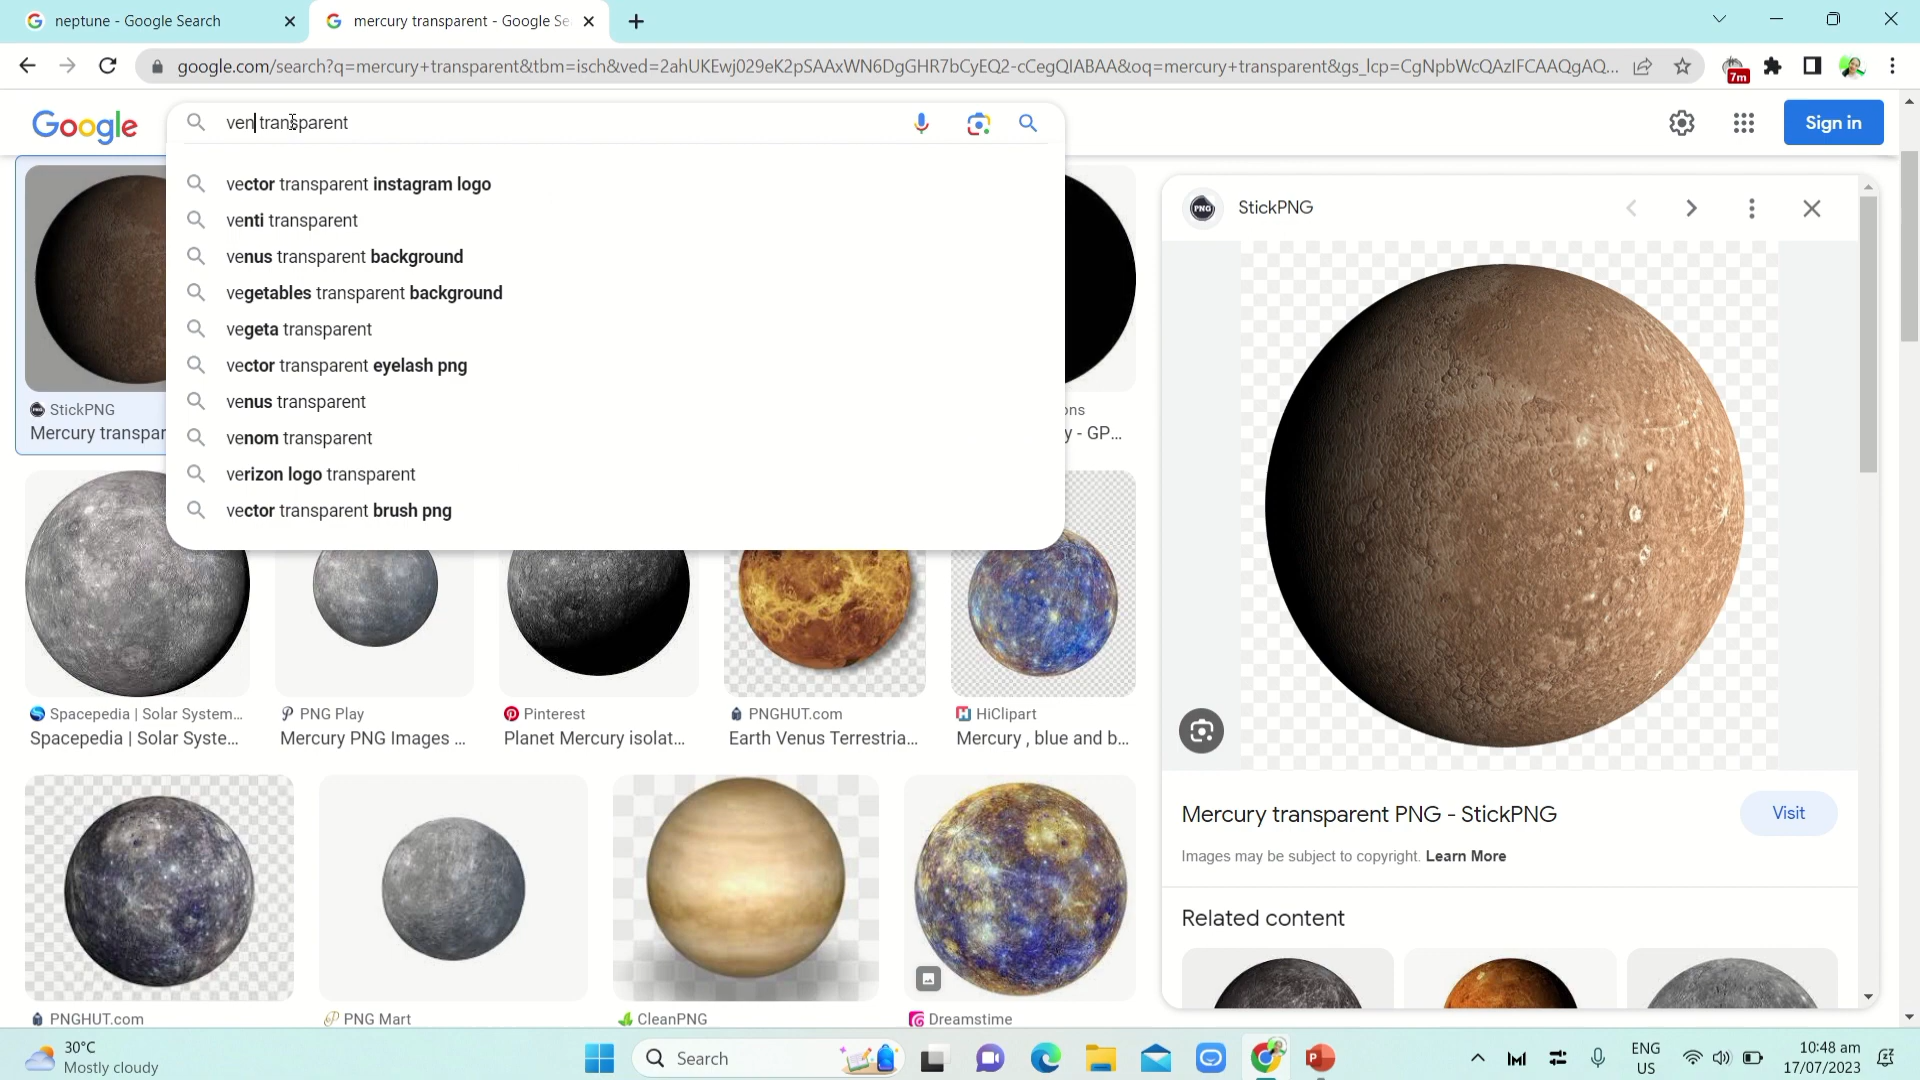 neptune - Google Search
mercury transparent - Google Se
google.com/search?q=mercury+transparent&tbm=isch&ved=2ahUKEwj029eK2pSAAxWN6DgGHR7bCyEQ2-cCegQIABAA&oq=mercury+transparent&gs_lcp=CgNpbWcQAzIFCAAQgAQ...
7m
Google
ven transparent
Sign in
vector transparent instagram logo
venti transparent
venus transparent background
vegetables transparent background
vegeta transparent
vector transparent eyelash png
venus transparent
venom transparent
verizon logo transparent
vector transparent brush png
StickPNG
Mercury transpar
ons
y - GP...
Spacepedia | Solar System...
Spacepedia | Solar Syste...
PNG Play
Mercury PNG Images ...
Pinterest
Planet Mercury isolat...
PNGHUT.com
Earth Venus Terrestria...
HiClipart
Mercury , blue and b...
PNGHUT.com
PNG Mart
CleanPNG
Dreamstime
PNG
StickPNG
Mercury transparent PNG - StickPNG
Visit
Images may be subject to copyright. Learn More
Related content
30°C
Mostly cloudy
Search
ENG
US
10:48 am
17/07/2023